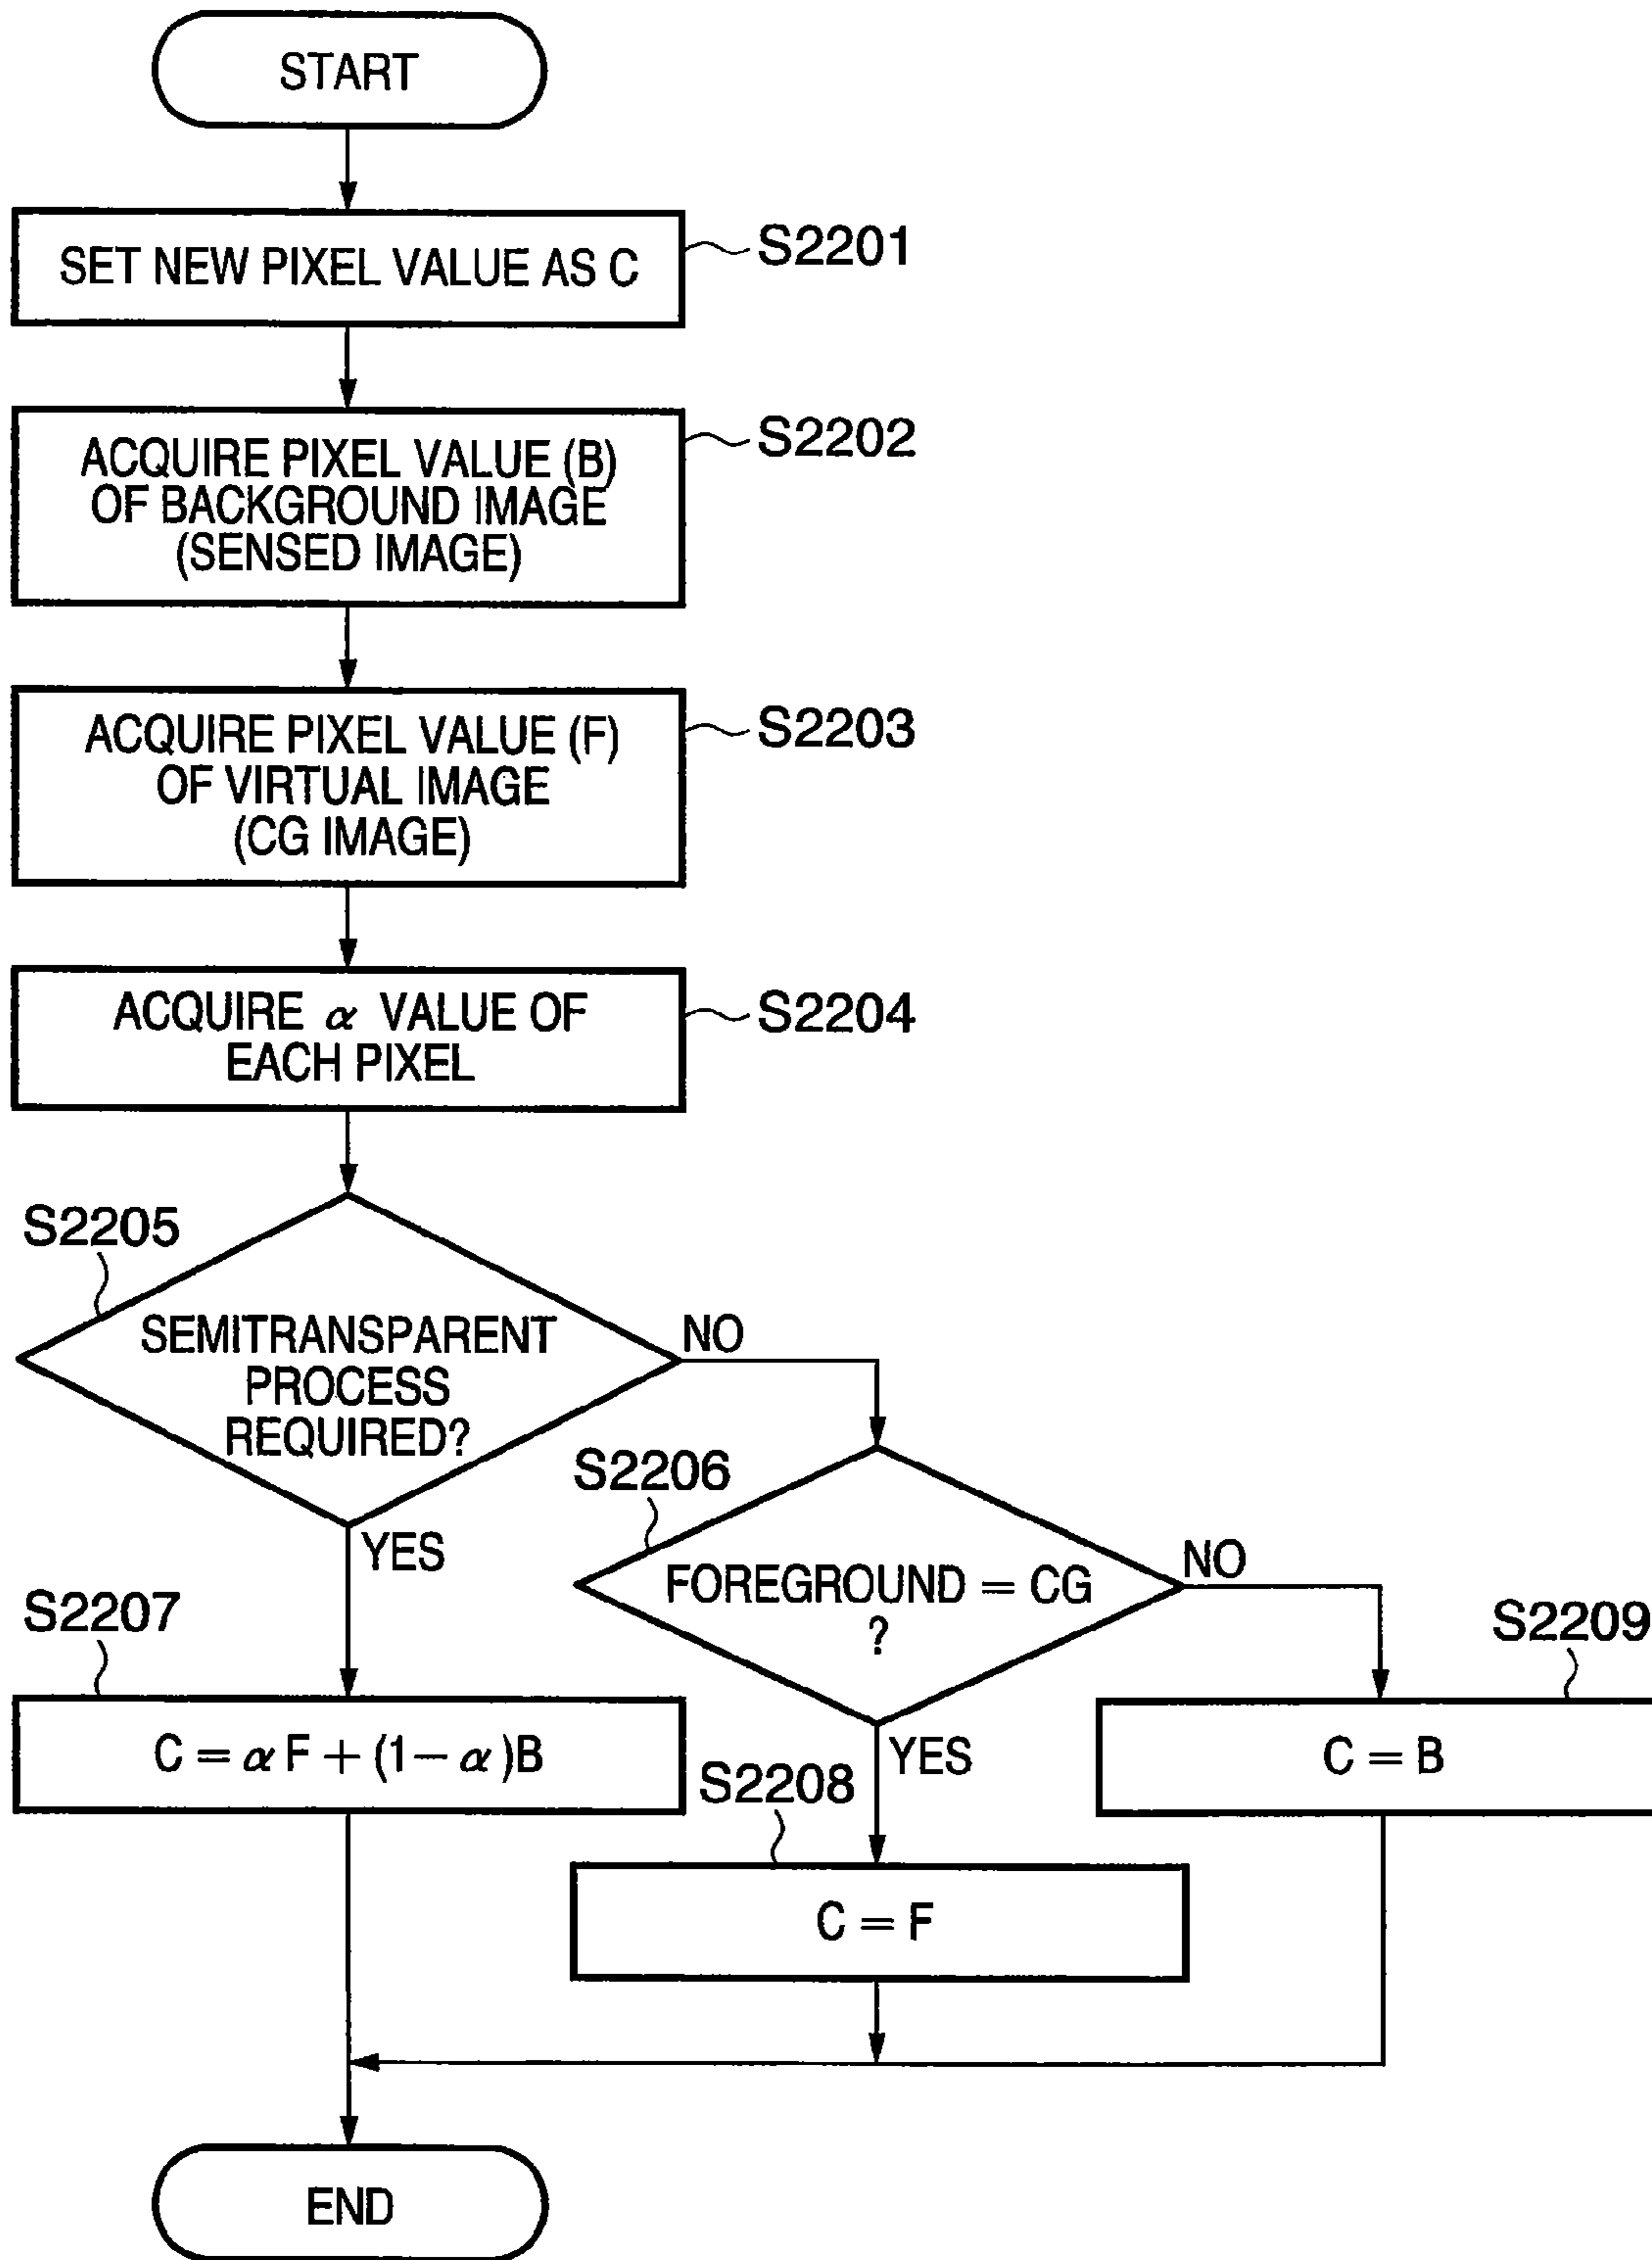 START
SET NEW PIXEL VALUE AS C
S2201
ACQUIRE PIXEL VALUE (B)
OF BACKGROUND IMAGE
(SENSED IMAGE)
S2202
ACQUIRE PIXEL VALUE (F)
OF VIRTUAL IMAGE
(CG IMAGE)
S2203
ACQUIRE α VALUE OF
EACH PIXEL
S2204
S2205
SEMITRANSPARENT
PROCESS
REQUIRED?
NO
YES
S2206
FOREGROUND = CG
?
NO
YES
S2207
C = α F + (1 − α )B
S2209
C = B
S2208
C = F
END